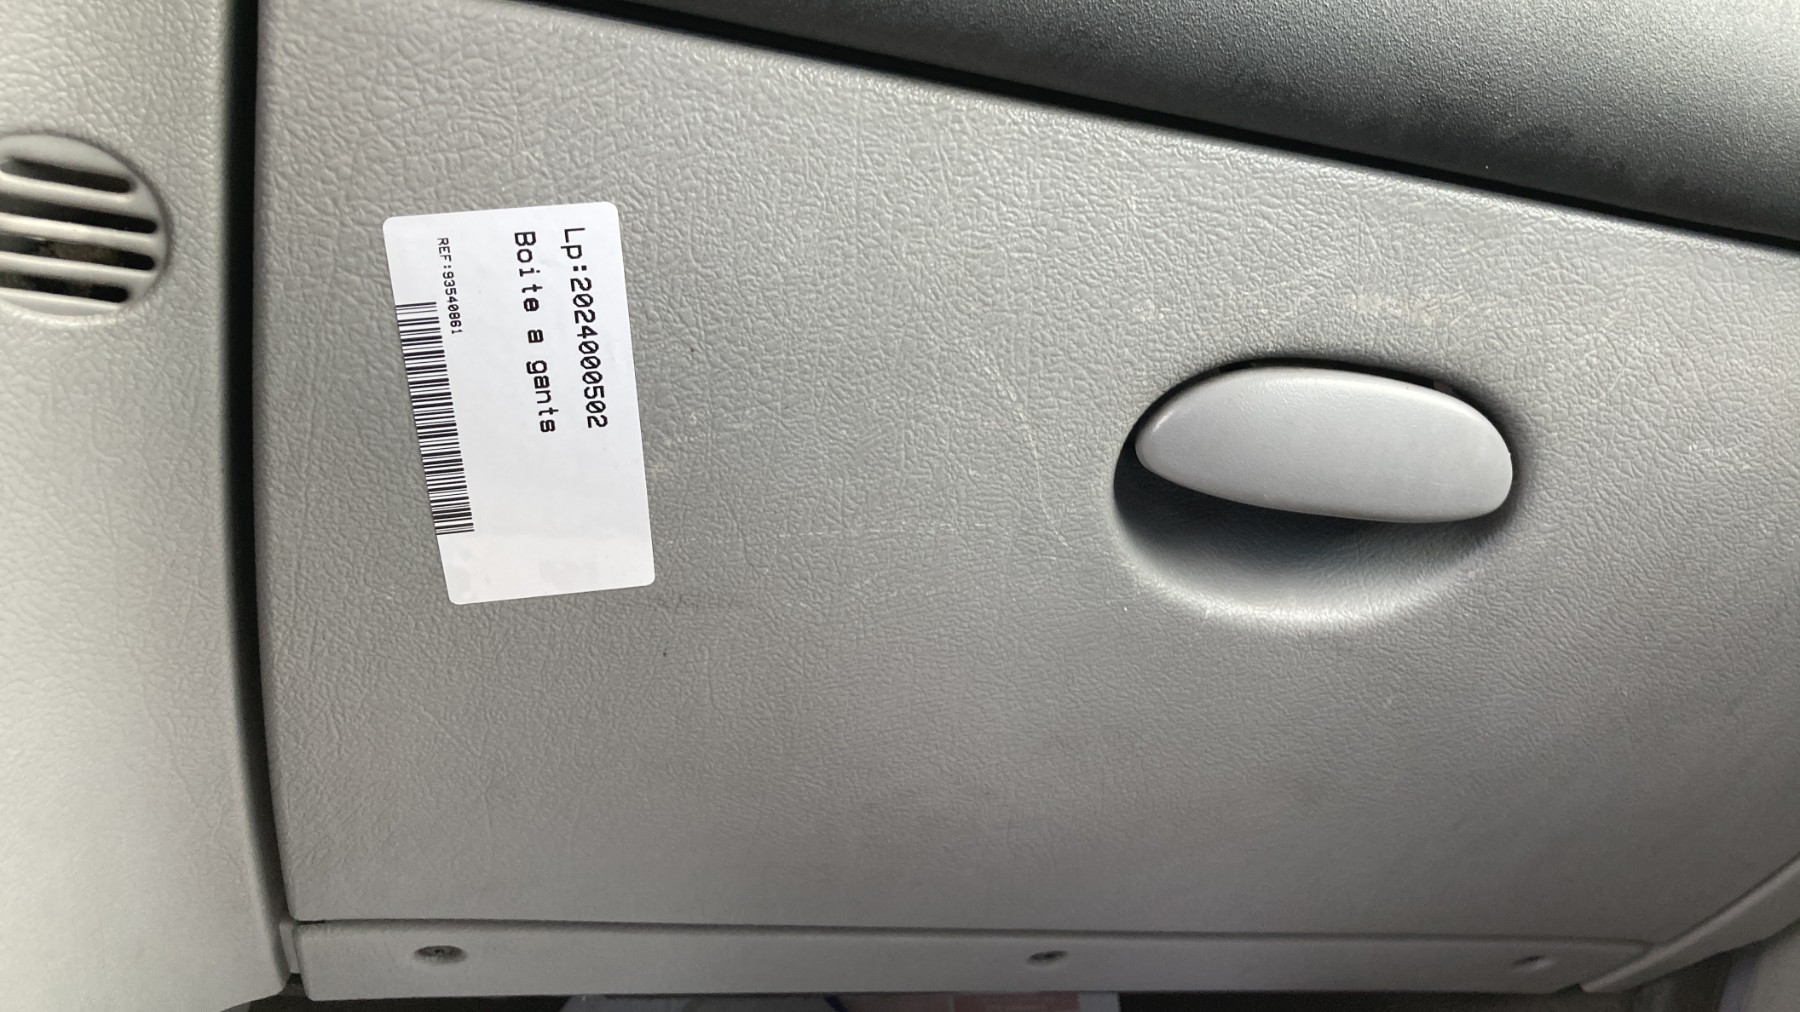 Lp:2024000502
Boite a gants
REF:93540861